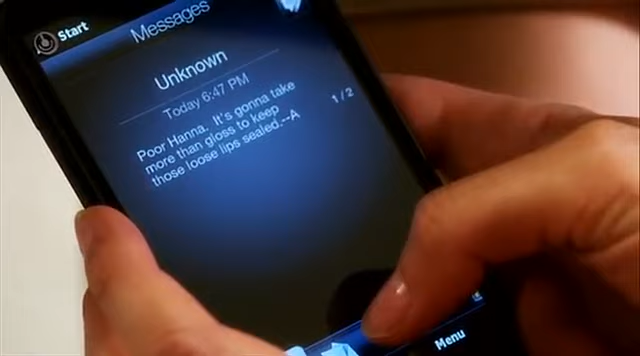 Start
Messages
Unknown
Today 6:47 PM
1/2
Poor Hanna. It's gonna take
more than gloss to keep
those loose lips sealed.--A
Menu